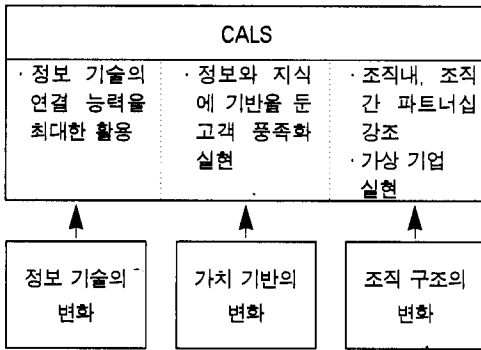 CALS
· 정보 기술의
연결 능력을
최대한 활용
· 정보와 지식
에 기반을 둔
고객 풍족화
실현
· 조직내, 조직
간 파트너십
강조
· 가상 기업
실현
정보 기술의
변화
가치 기반의
변화
조직 구조의
변화